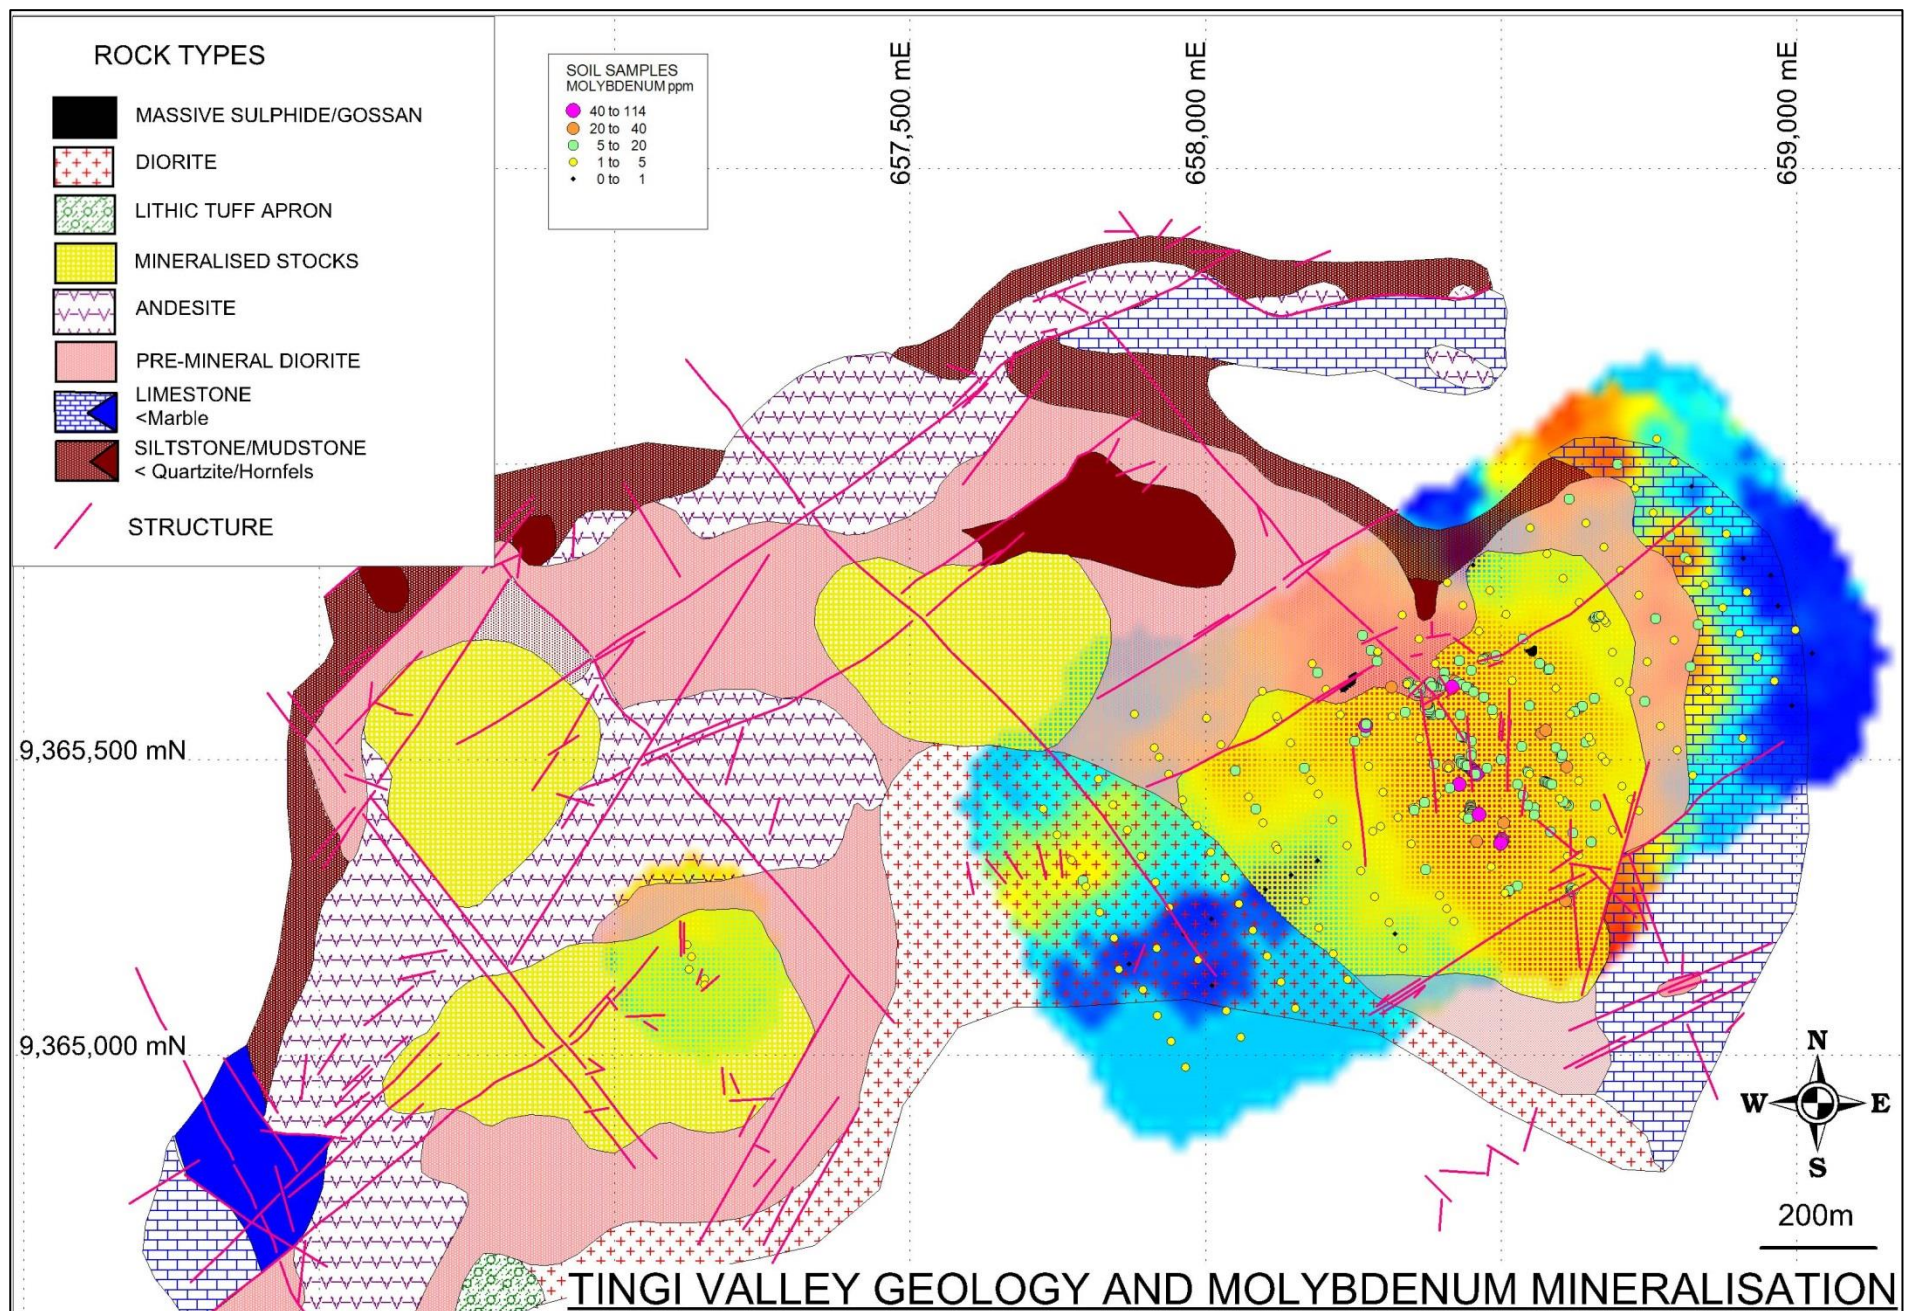 ROCK TYPES
MASSIVE SULPHIDE/GOSSAN
DIORITE
LITHIC TUFF APRON
MINERALISED STOCKS
ANDESITE
PRE-MINERAL DIORITE
LIMESTONE
<Marble
SILTSTONE/MUDSTONE
< Quartzite/Hornfels
STRUCTURE
SOIL SAMPLES
MOLYBDENUM ppm
40 to 114
20 to 40
5 to 20
1 to 5
0 to 1
657,500 mE
658,000 mE
659,000 mE
9,365,500 mN
9,365,000 mN
N
W E
S
200m
TINGI VALLEY GEOLOGY AND MOLYBDENUM MINERALISATION